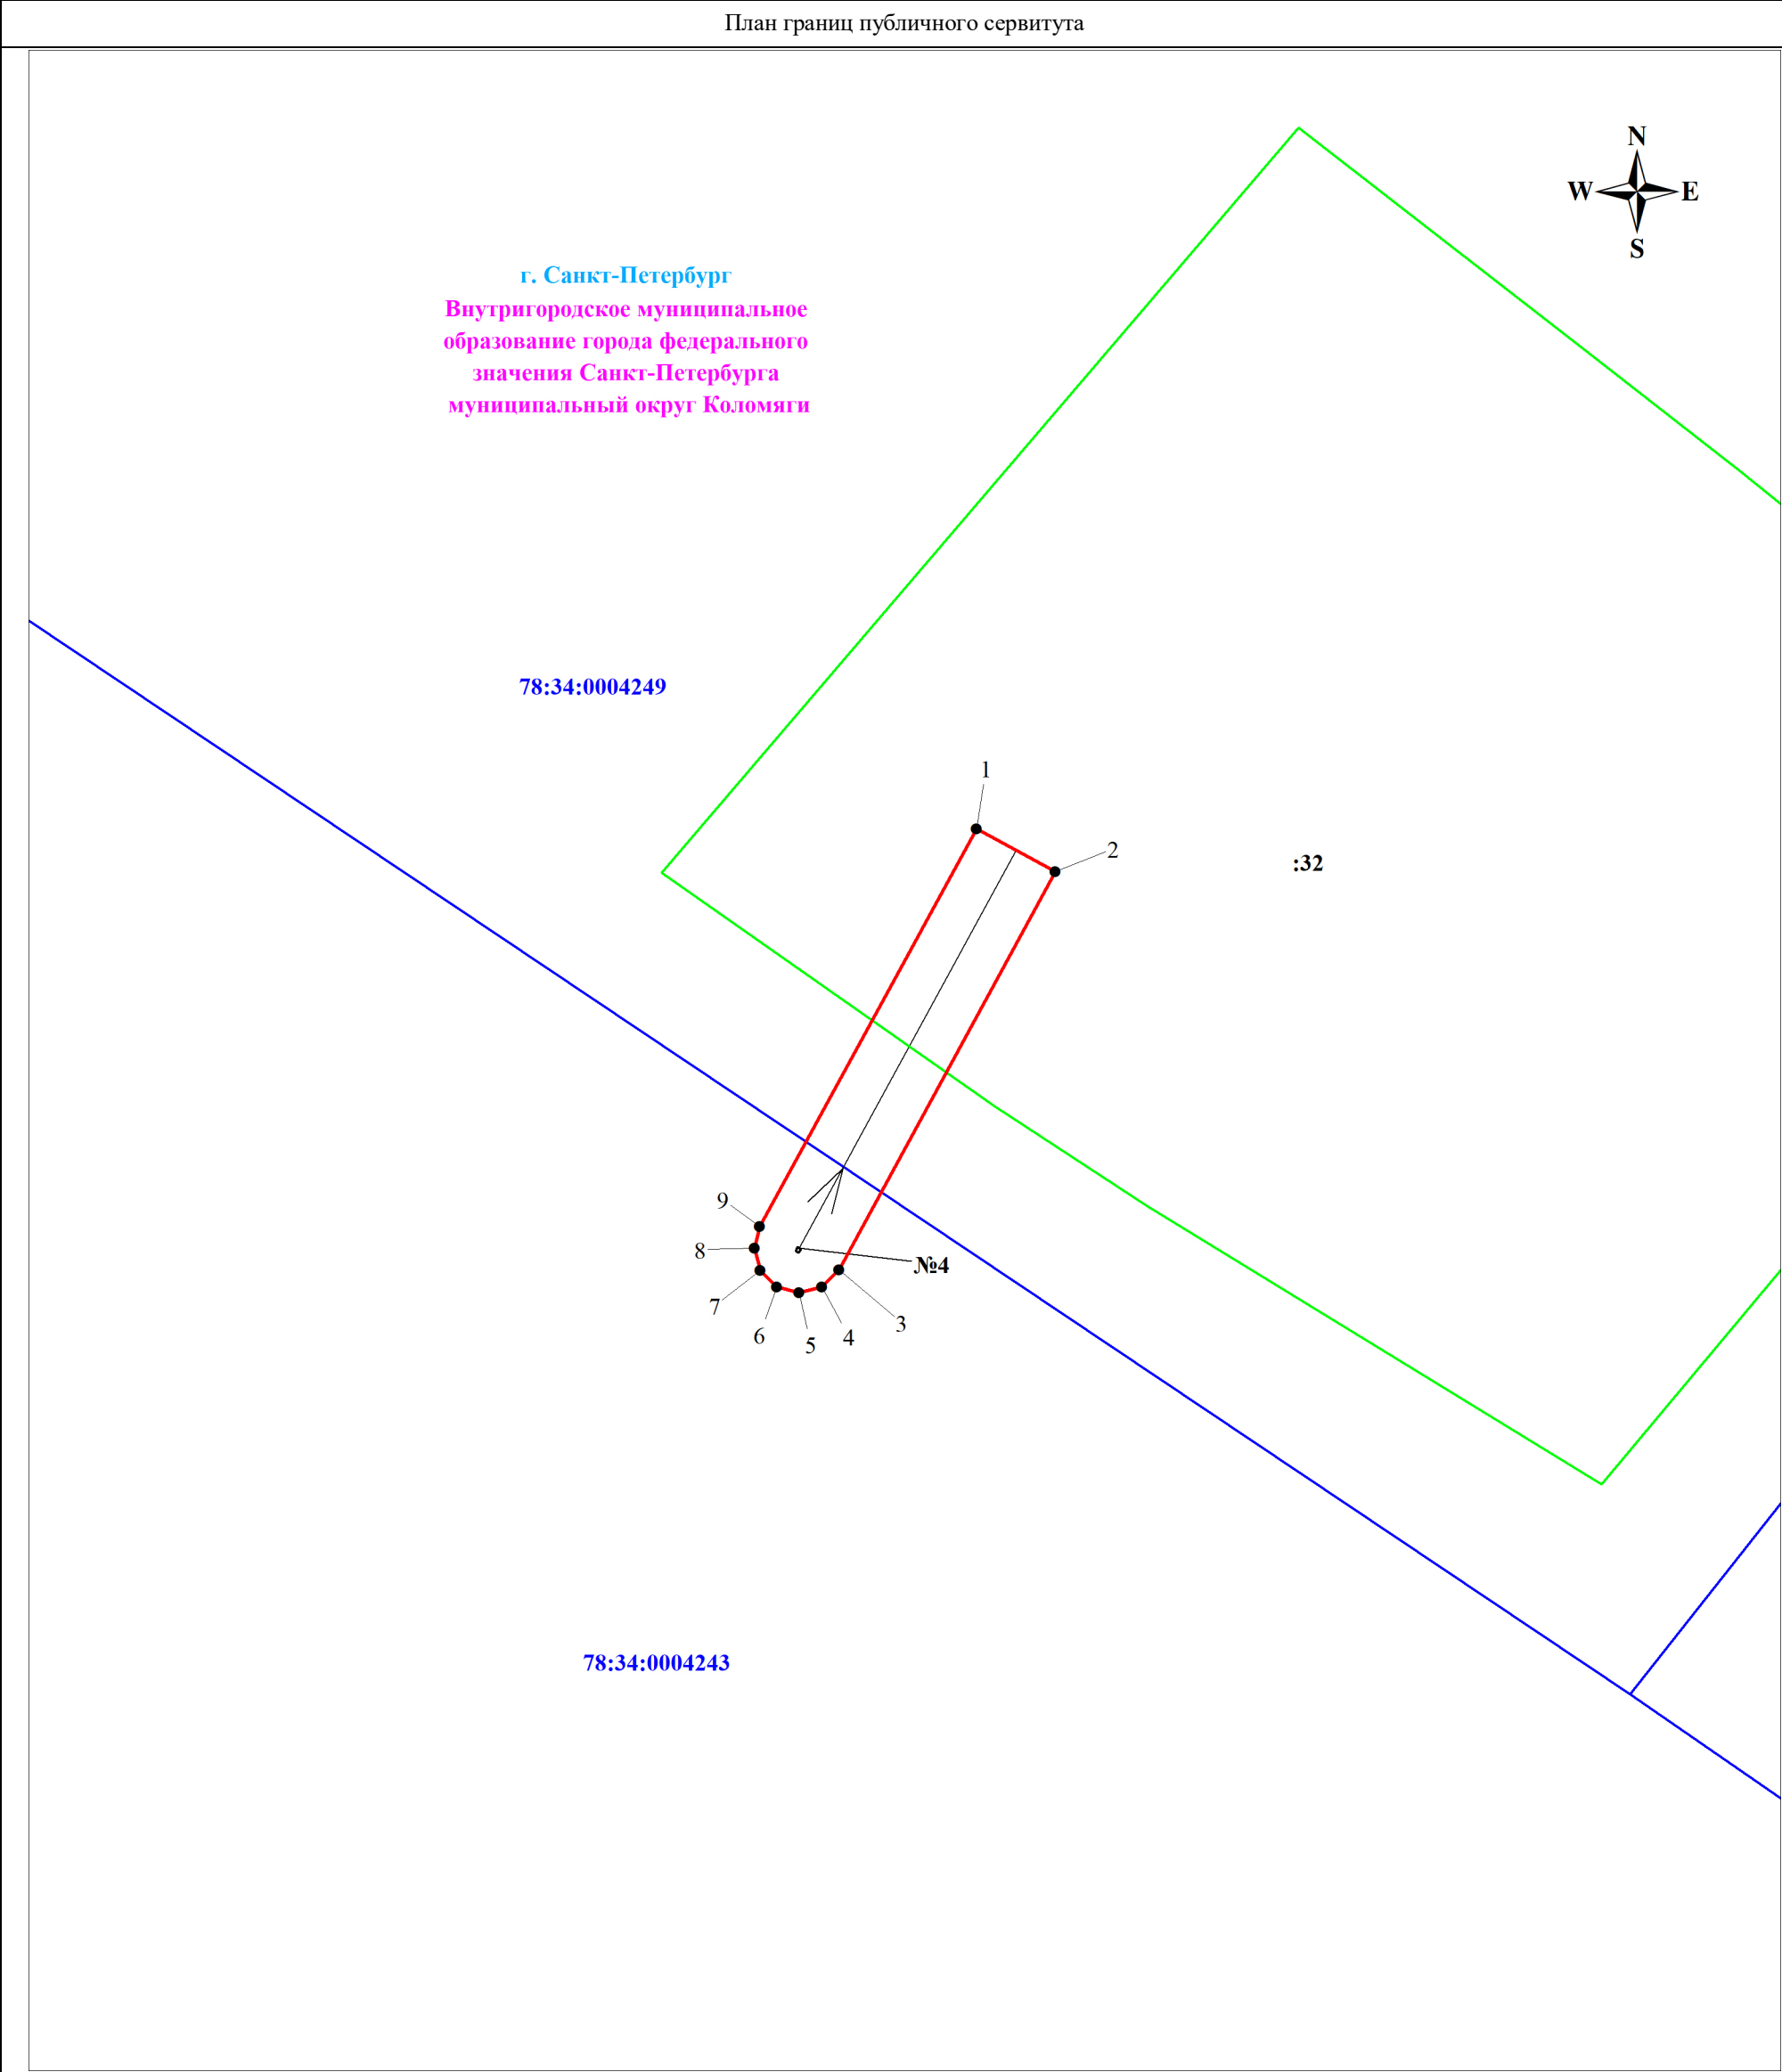 План границ публичного сервитута
N
W E
S
г. Санкт-Петербург
Внутригородское муниципальное
образование города федерального
значения Санкт-Петербурга
муниципальный округ Коломяги
78:34:0004249
1
2
:32
9
8
№4
7
6
5
4
3
78:34:0004243